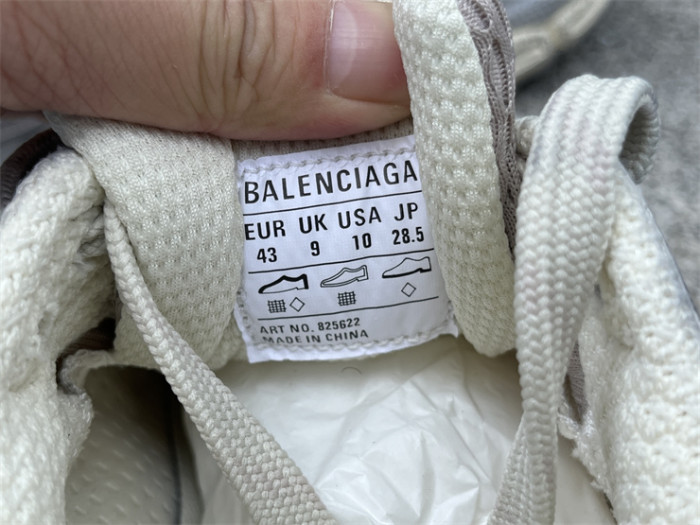 BALENCIAGA
EUR UK USA JP
43 9 10 28.5
ART NO. 825622
MADE IN CHINA